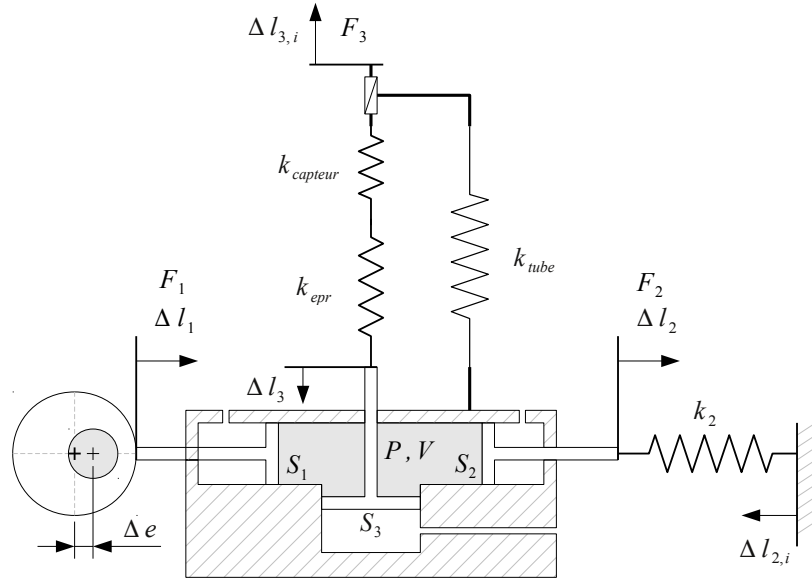 Δ l3,i
F3
kcapteur
kepr
ktube
F1
Δ l1
F2
Δ l2
Δ l3
k2
S1
P , V
S2
S3
Δ e
Δ l2,i